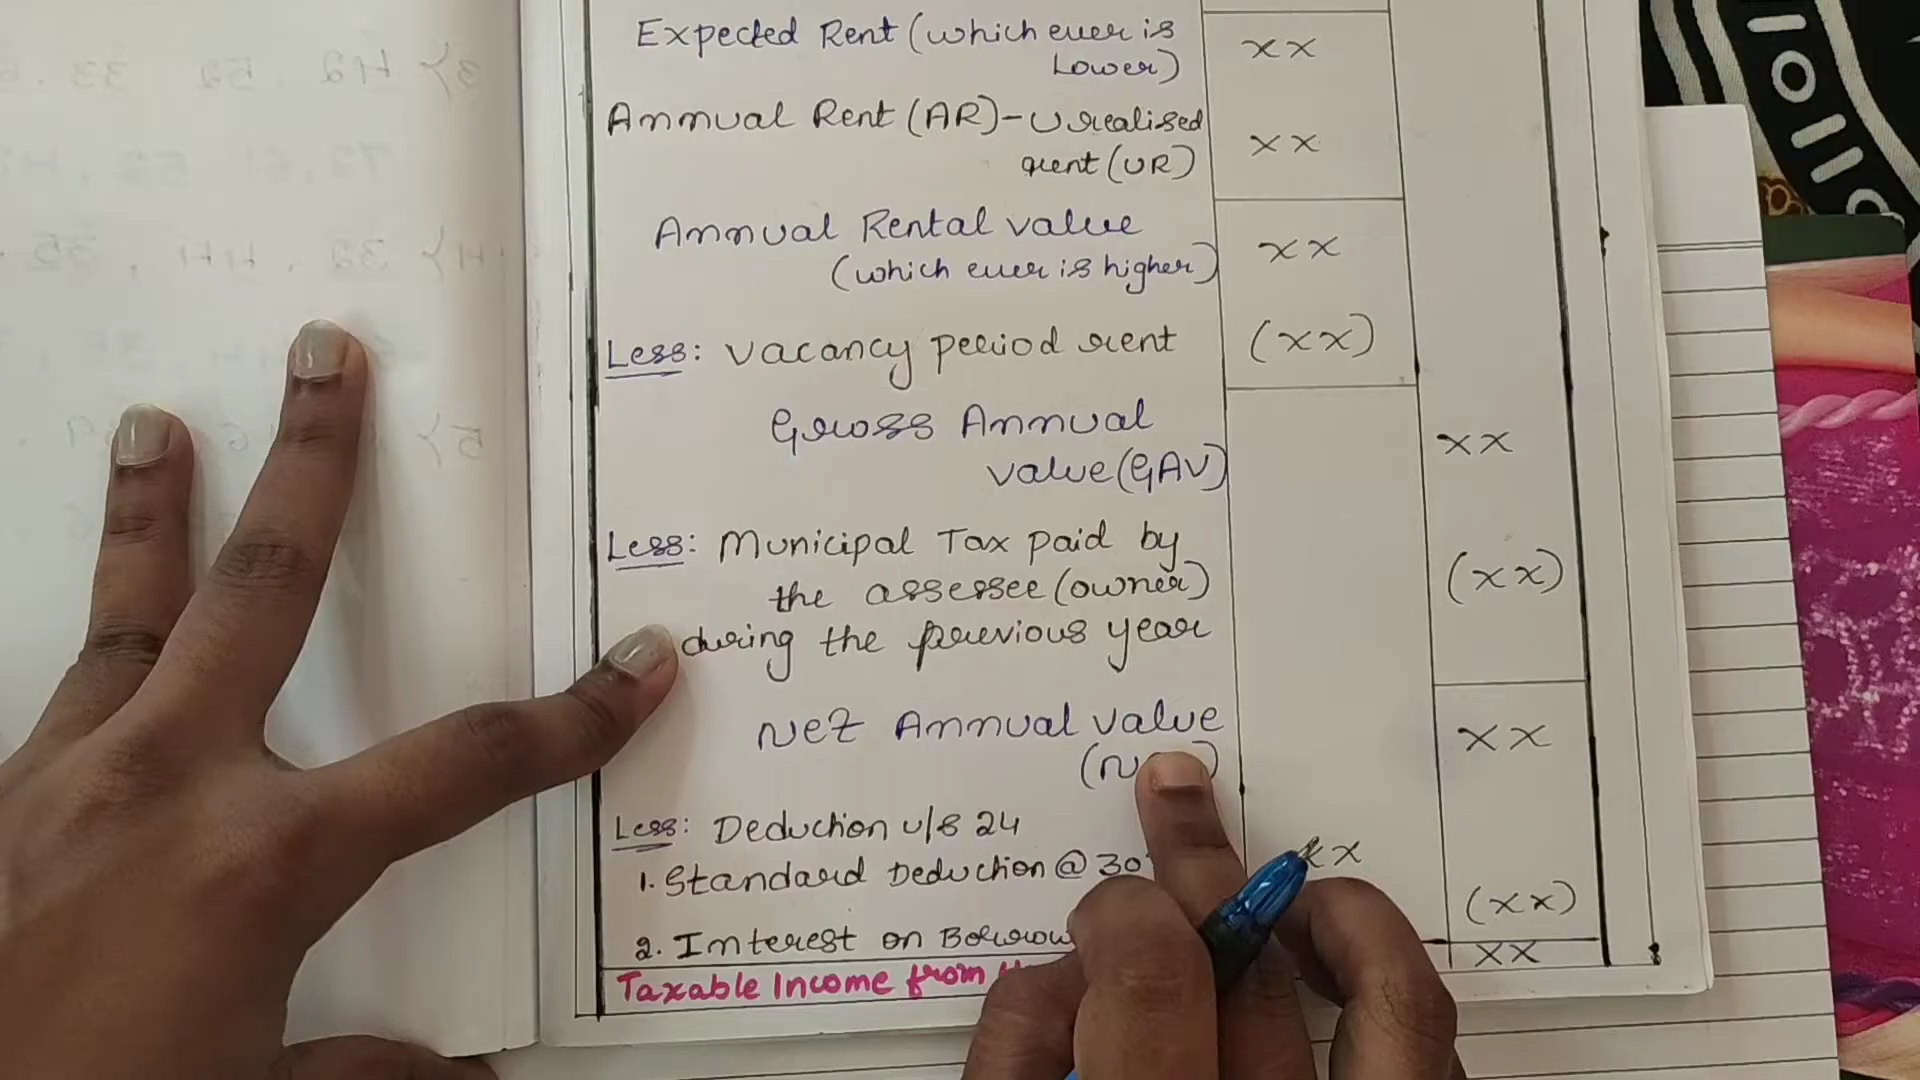 Expected Rent (which ever is Lower) xx
Annual Rent (AR) - Urealised rent (UR) xx
Annual Rental value (which ever is higher) xx
Less: vacancy period rent (xx)
Gross Annual value (GAV) xx
Less: Municipal Tax paid by the assessee (owner) during the previous year (xx)
Net Annual value xx
Less: Deduction u/s 24
1. Standard Deduction @ 30 xx
(xx)
2. Interest on
Taxable Income from xx